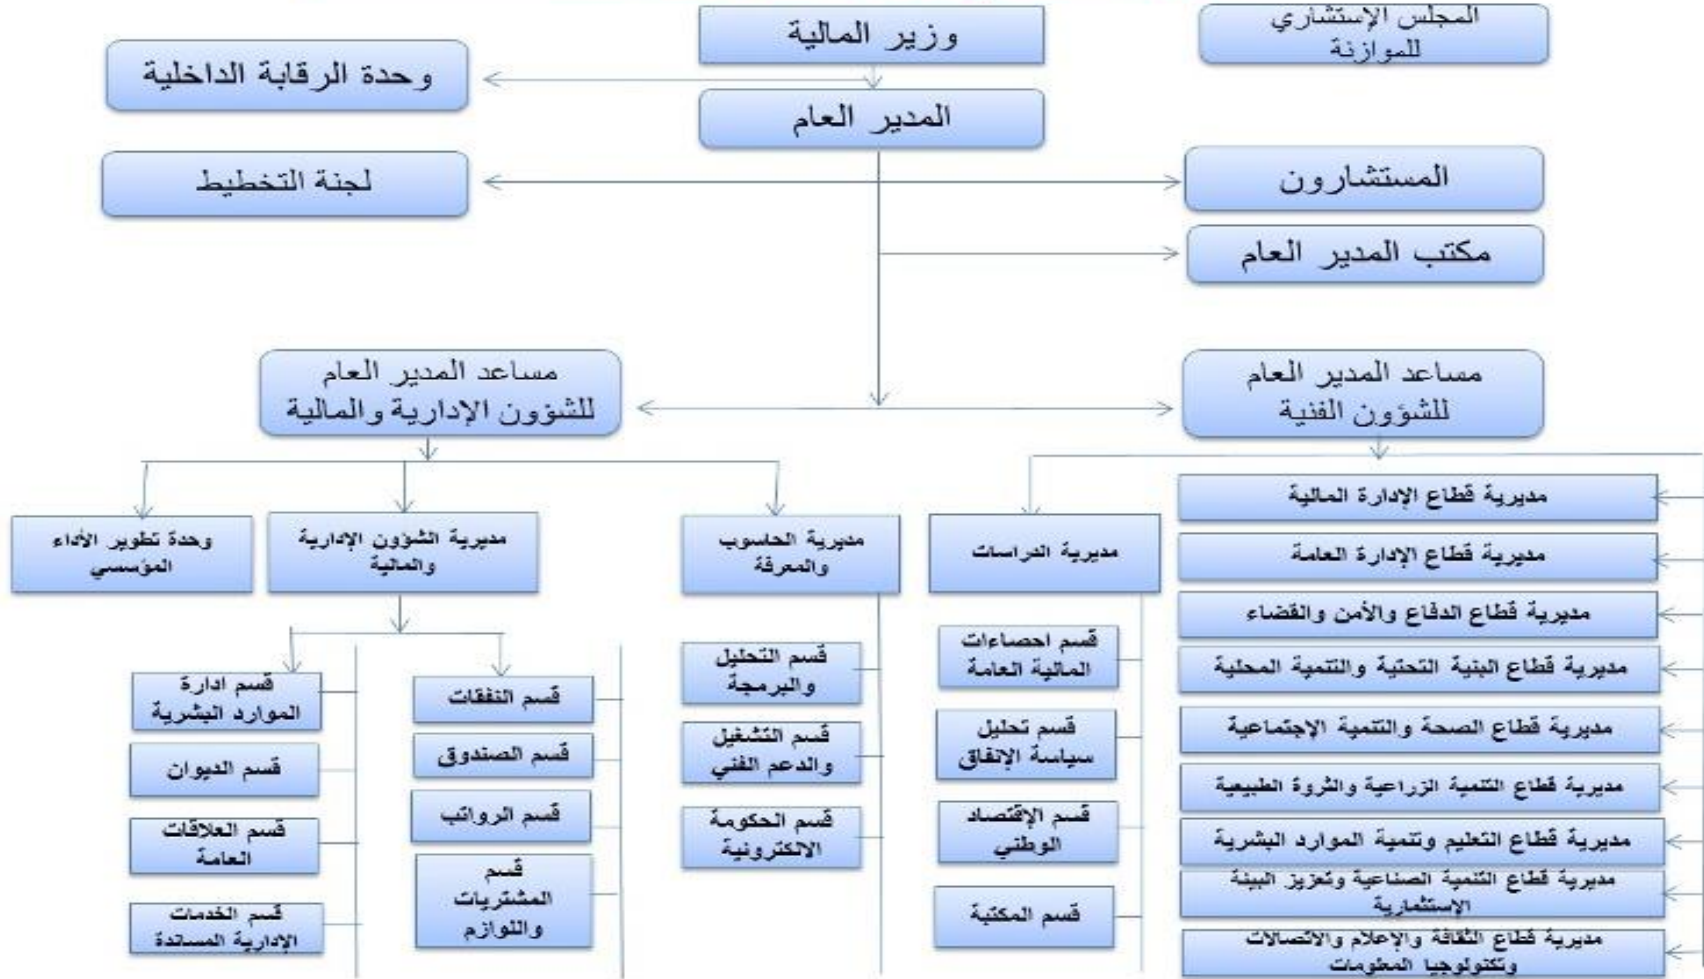 المجلس الإستشاري
للموازنة
وزير المالية
وحدة الرقابة الداخلية
المدير العام
المستشارون
لجنة التخطيط
مكتب المدير العام
مساعد المدير العام
للشؤون الفنية
مساعد المدير العام
للشؤون الإدارية والمالية
مديرية قطاع الإدارة المالية
مديرية قطاع الإدارة العامة
مديرية قطاع الدفاع والأمن والقضاء
مديرية قطاع البنية التحتية والتنمية المحلية
مديرية قطاع الصحة والتنمية الإجتماعية
مديرية قطاع التنمية الزراعية والثروة الطبيعية
مديرية قطاع التعليم وتنمية الموارد البشرية
مديرية قطاع التنمية الصناعية وتعزيز البيئة
الإستثمارية
مديرية قطاع الثقافة والإعلام والاتصالات
وتكنولوجيا المعلومات
مديرية الدراسات
قسم احصاءات
المالية العامة
قسم تحليل
سياسة الإنفاق
قسم الإقتصاد
الوطني
قسم المكتبة
مديرية الحاسوب
والمعرفة
قسم التحليل
والبرمجة
قسم التشغيل
والدعم الفني
قسم الحكومة
الالكترونية
مديرية الشؤون الإدارية
والمالية
قسم النفقات
قسم الصندوق
قسم الرواتب
قسم
المشتريات
واللوازم
قسم ادارة
الموارد البشرية
قسم الديوان
قسم العلاقات
العامة
قسم الخدمات
الإدارية المساندة
وحدة تطوير الأداء
المؤسسي